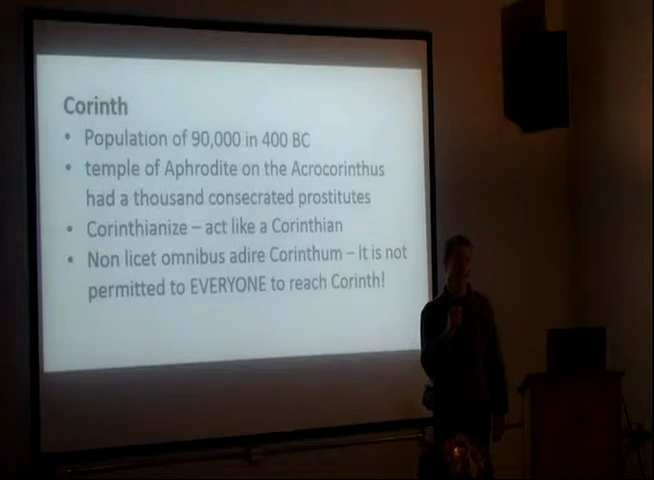 Corinth
• Population of 90,000 in 400 BC
• temple of Aphrodite on the Acrocorinthus
had a thousand consecrated prostitutes
• Corinthianize – act like a Corinthian
• Non licet omnibus adire Corinthum – It is not
permitted to EVERYONE to reach Corinth!